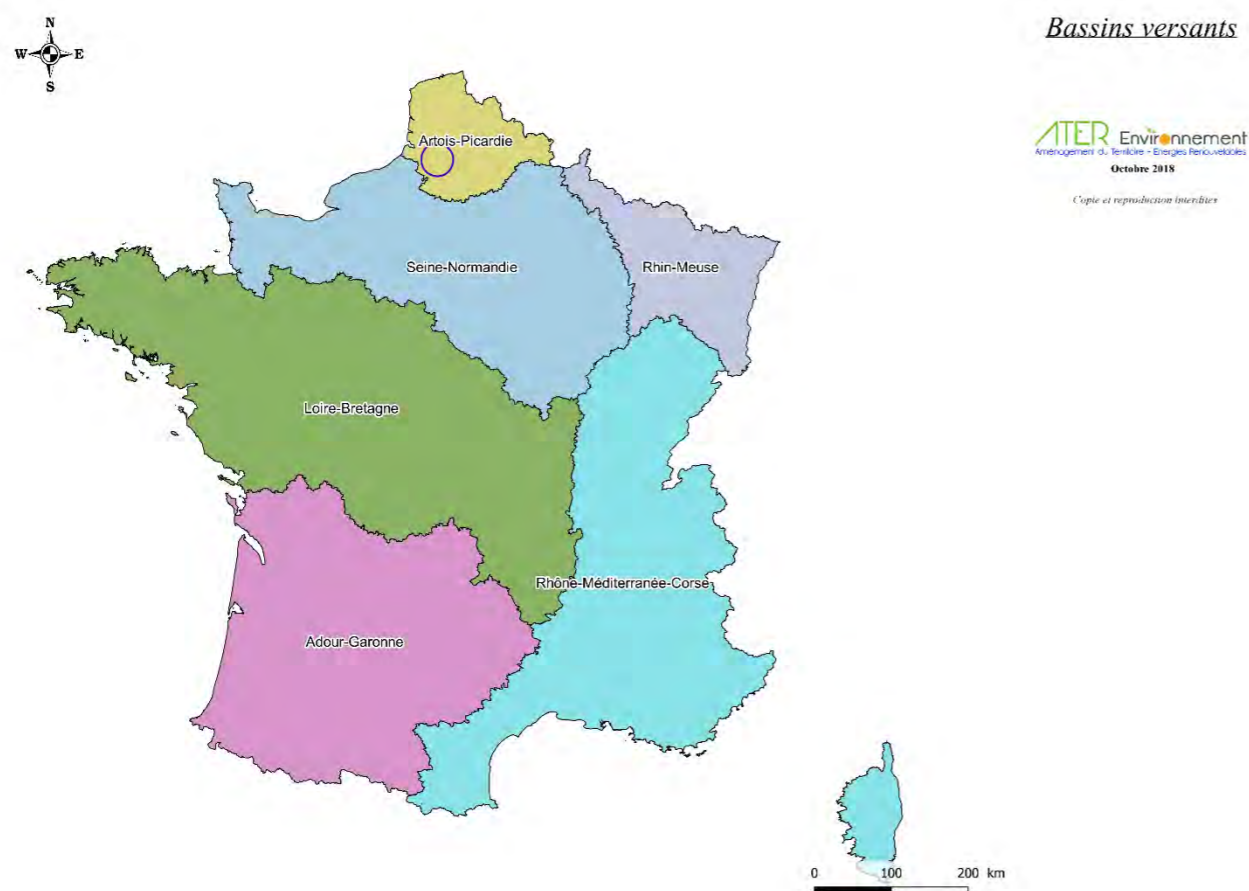 N
W E
S
Bassins versants
ATER Environnement
Aménagement du Territoire - Energies Renouvelables
Octobre 2018
Copie et reproduction interdites
Artois-Picardie
Seine-Normandie
Rhin-Meuse
Loire-Bretagne
Rhône-Méditerranée-Corse
Adour-Garonne
0 100 200 km